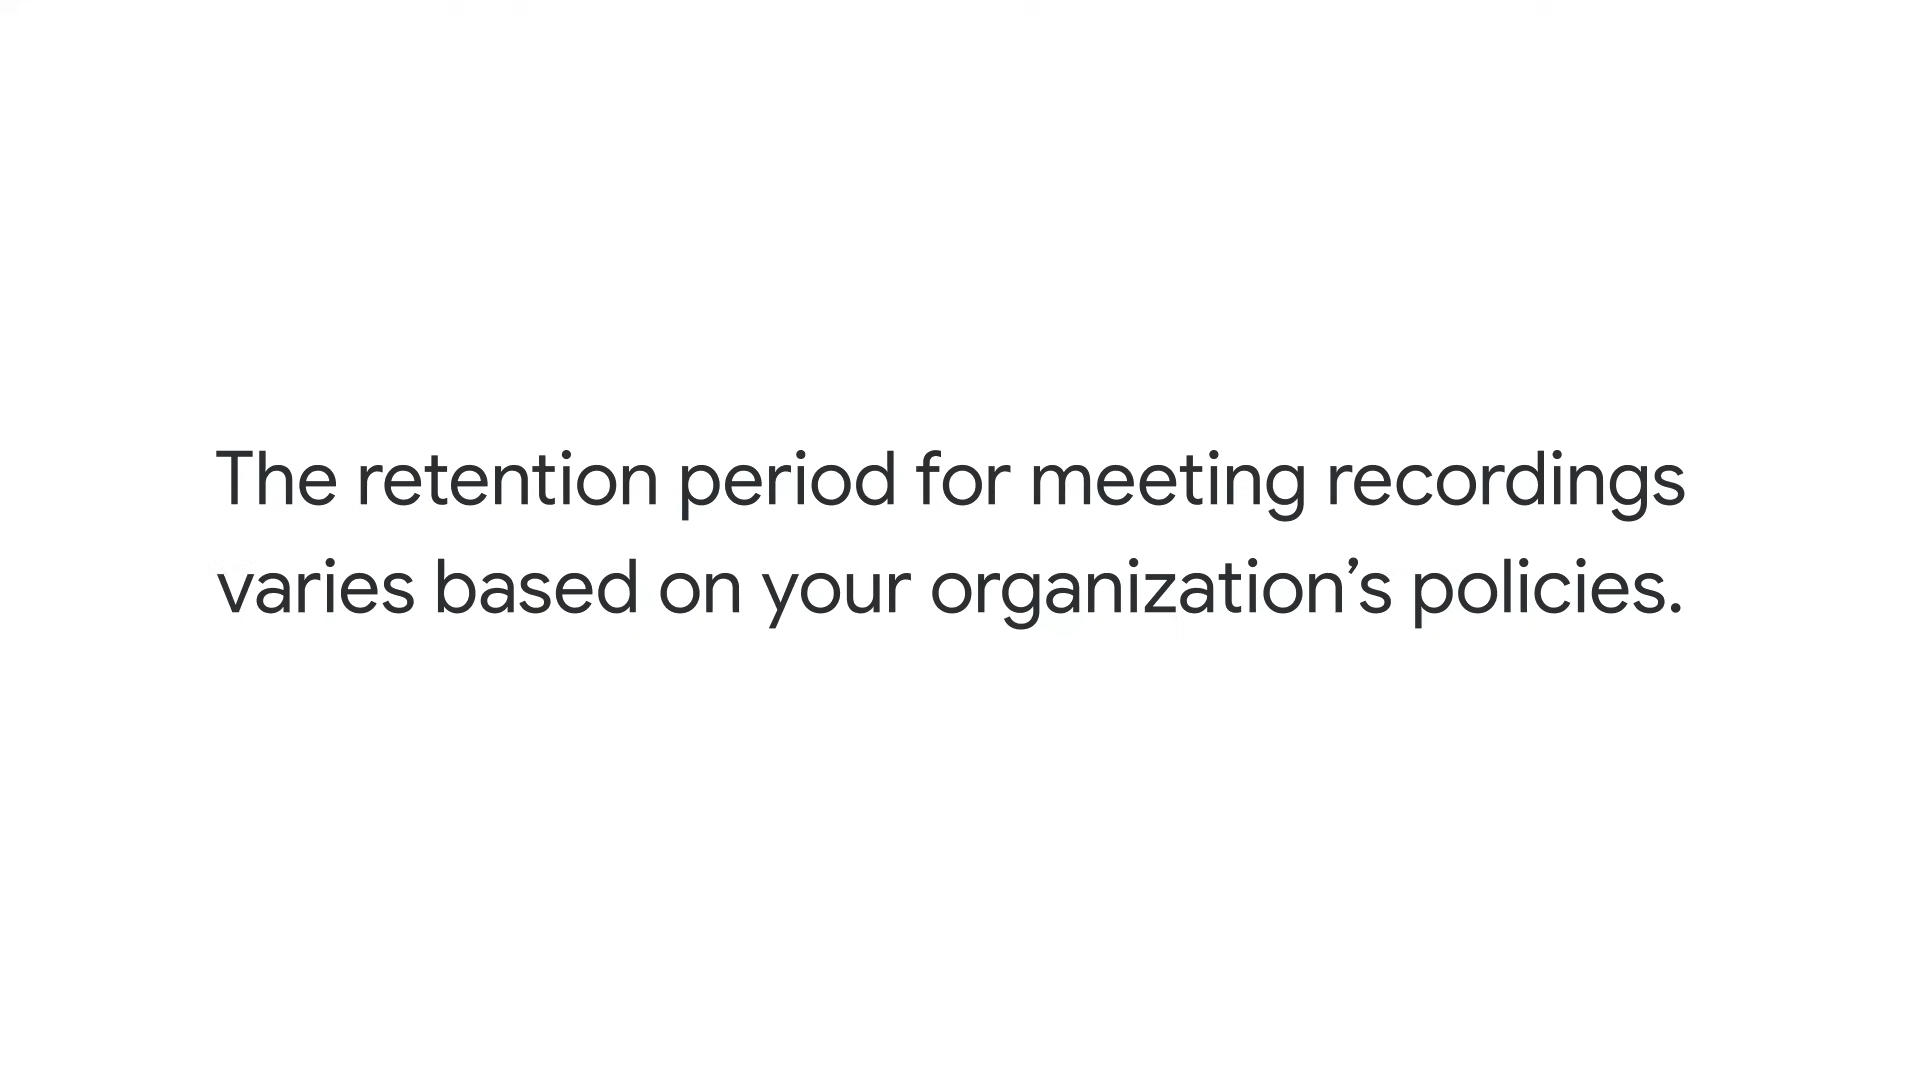 The retention period for meeting recordings
varies based on your organization’s policies.